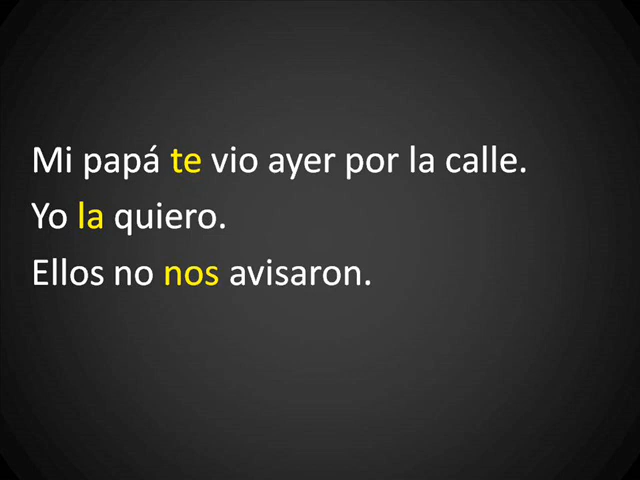 Mi papá te vio ayer por la calle.
Yo la quiero.
Ellos no nos avisaron.